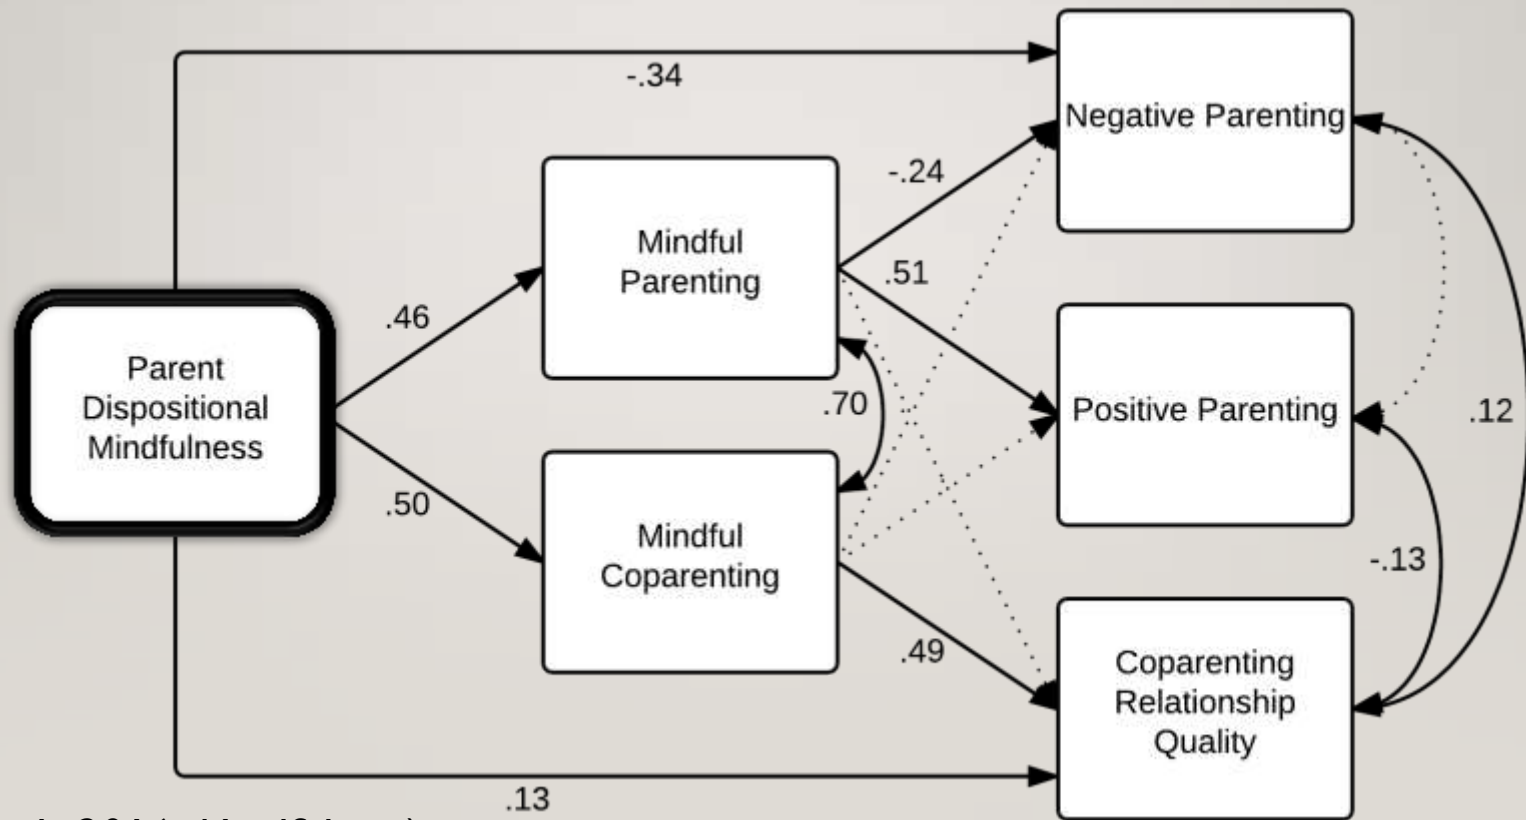 -.34
Negative Parenting
-.24
Mindful
Parenting
.51
.46
Parent
Dispositional
Mindfulness
.70
Positive Parenting
.12
.50
Mindful
Coparenting
-.13
.49
Coparenting
Relationship
Quality
.13